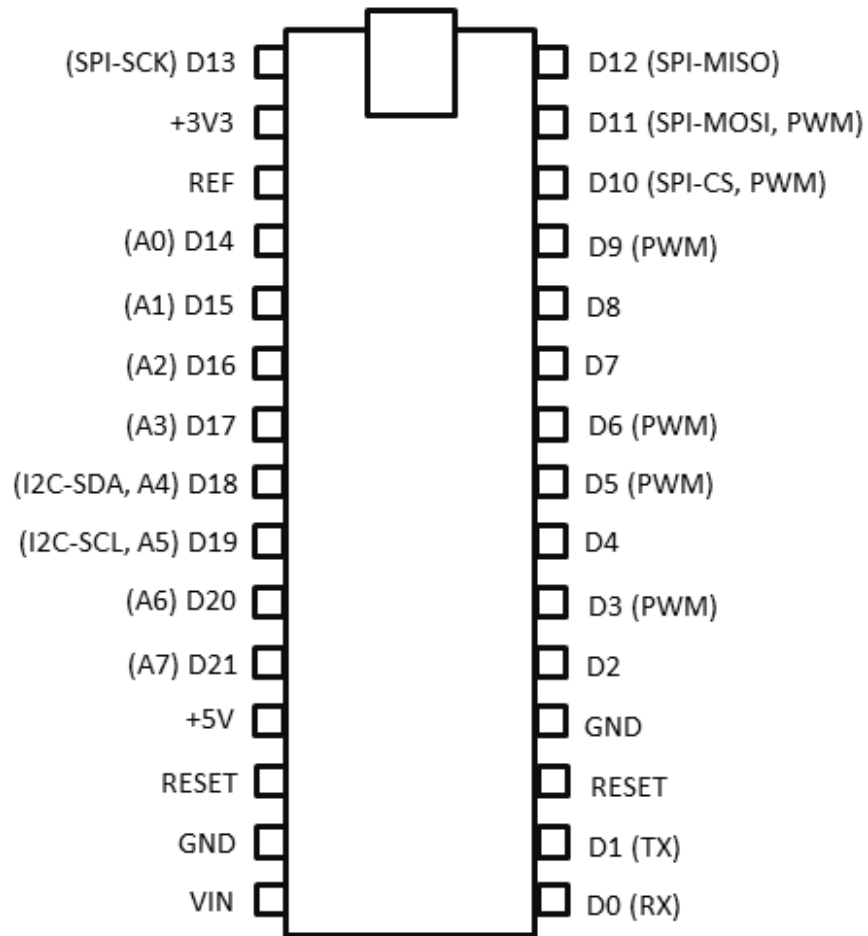 (SPI-SCK) D13
+3V3
REF
(A0) D14
(A1) D15
(A2) D16
(A3) D17
(I2C-SDA, A4) D18
(I2C-SCL, A5) D19
(A6) D20
(A7) D21
+5V
RESET
GND
VIN
D12 (SPI-MISO)
D11 (SPI-MOSI, PWM)
D10 (SPI-CS, PWM)
D9 (PWM)
D8
D7
D6 (PWM)
D5 (PWM)
D4
D3 (PWM)
D2
GND
RESET
D1 (TX)
D0 (RX)